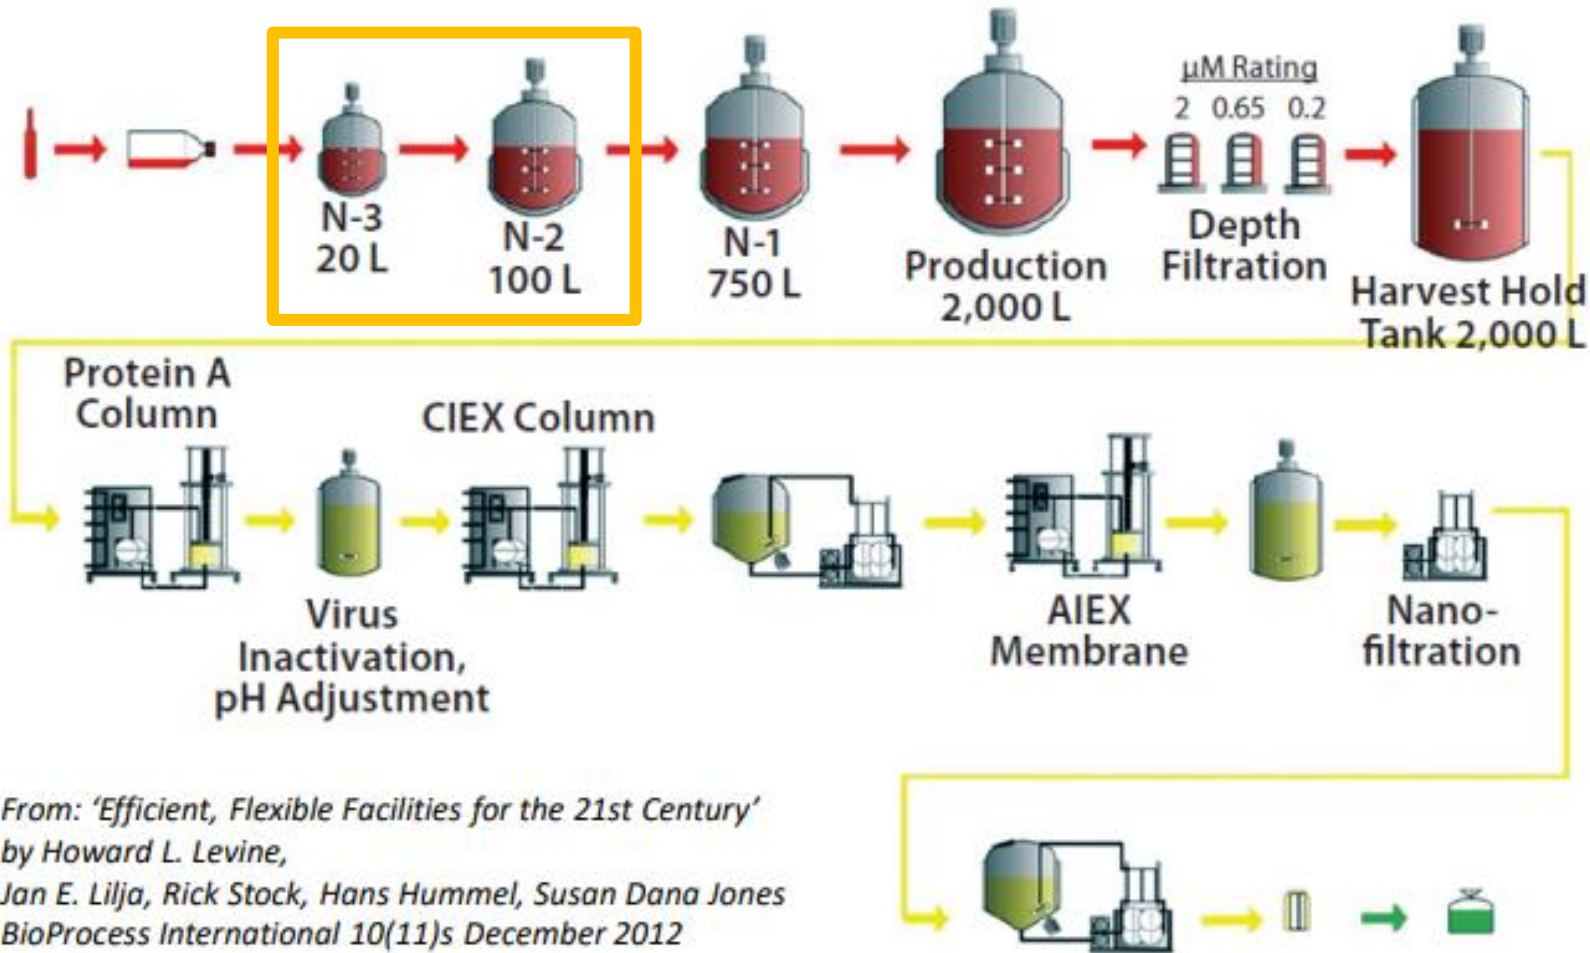 μM Rating
2 0.65 0.2
N-3
20 L
N-2
100 L
N-1
750 L
Production
2,000 L
Depth
Filtration
Harvest Hold
Tank 2,000 L
Protein A
Column
CIEX Column
Virus
Inactivation,
pH Adjustment
AIEX
Membrane
Nano-
filtration
From: ‘Efficient, Flexible Facilities for the 21st Century’
by Howard L. Levine,
Jan E. Lilja, Rick Stock, Hans Hummel, Susan Dana Jones
BioProcess International 10(11)s December 2012